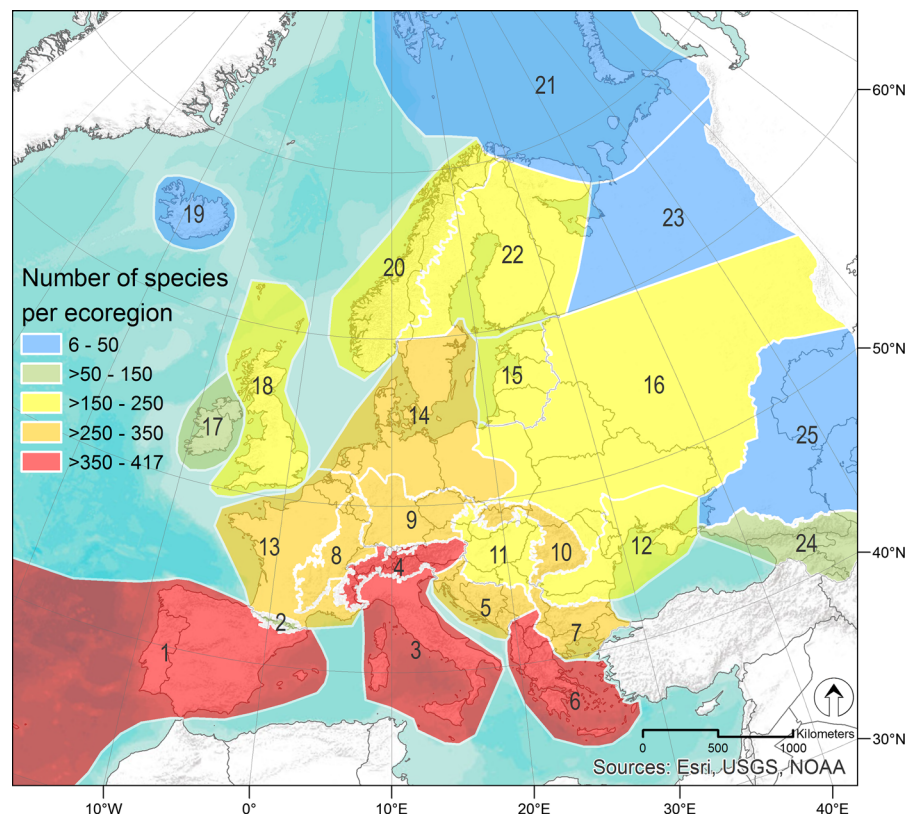 60°N
21
19
23
20
22
Number of species
per ecoregion
6 - 50
>50 - 150
>150 - 250
>250 - 350
>350 - 417
50°N
18
15
16
17
14
25
9
13
8
11
10
12
24
40°N
4
5
2
7
1
3
6
Kilometers
0 500 1000
30°N
Sources: Esri, USGS, NOAA
10°W 0° 10°E 20°E 30°E 40°E